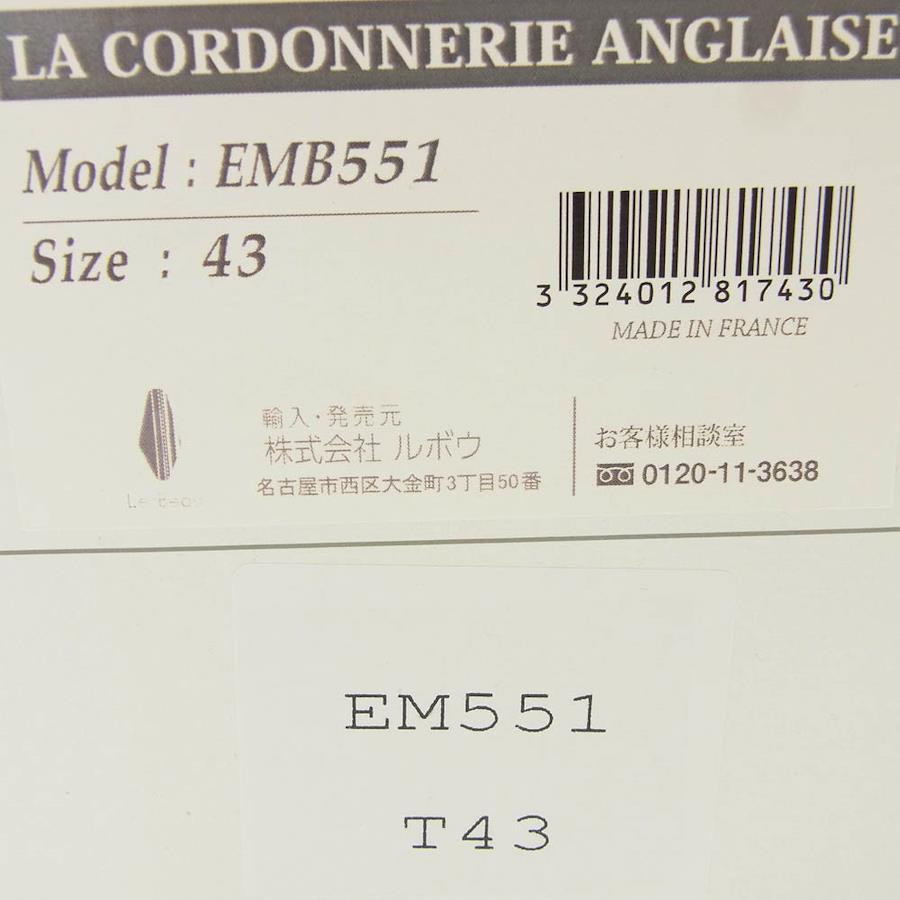 LA CORDONNERIE ANGLAISE
Model : EMB551
Size : 43
3 324012 817430
MADE IN FRANCE
輸入・発売元
株式会社 ルボウ
名古屋市西区大金町3丁目50番
お客様相談室
0120-11-3638
Le Beau
EM551
T43